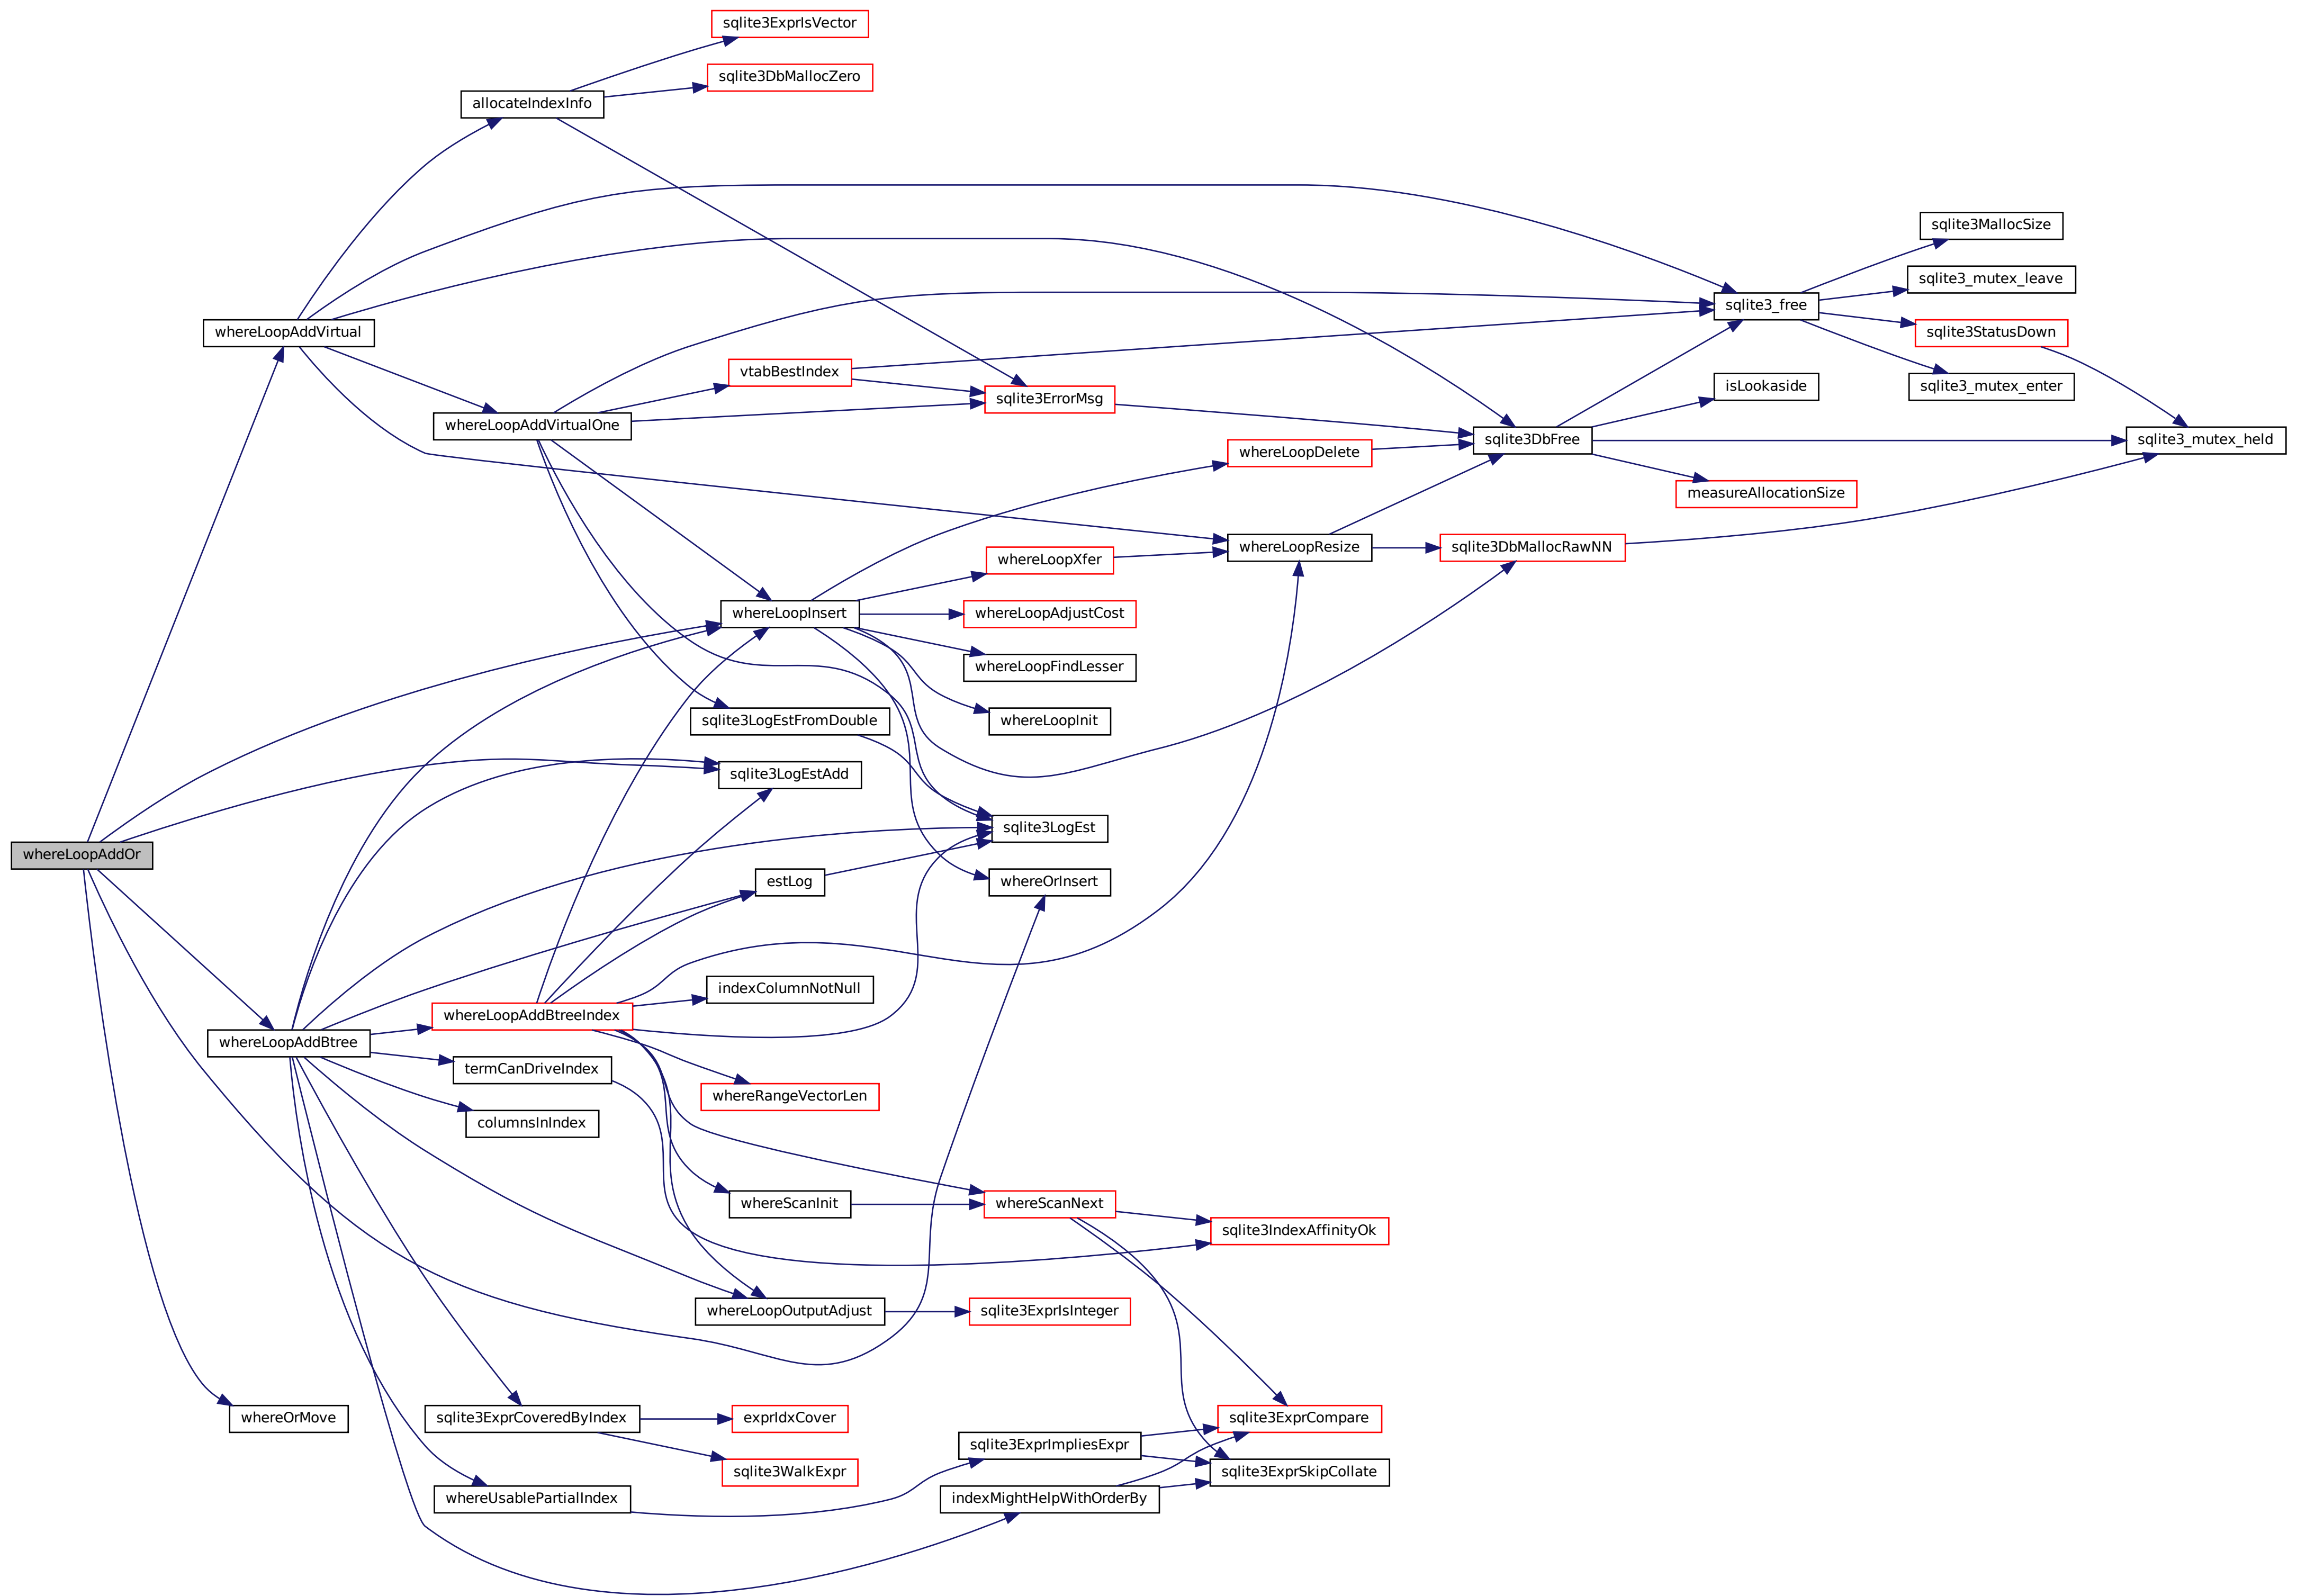 sqlite3ExprIsVector
sqlite3DbMallocZero
allocateIndexInfo
sqlite3MallocSize
sqlite3_mutex_leave
sqlite3_free
whereLoopAddVirtual
sqlite3StatusDown
vtabBestIndex
isLookaside
sqlite3_mutex_enter
sqlite3ErrorMsg
whereLoopAddVirtualOne
sqlite3DbFree
sqlite3_mutex_held
whereLoopDelete
measureAllocationSize
whereLoopResize
sqlite3DbMallocRawNN
whereLoopXfer
whereLoopInsert
whereLoopAdjustCost
whereLoopFindLesser
sqlite3LogEstFromDouble
whereLoopInit
sqlite3LogEstAdd
sqlite3LogEst
whereLoopAddOr
estLog
whereOrInsert
indexColumnNotNull
whereLoopAddBtreeIndex
whereLoopAddBtree
termCanDriveIndex
whereRangeVectorLen
columnsInIndex
whereScanInit
whereScanNext
sqlite3IndexAffinityOk
whereLoopOutputAdjust
sqlite3ExprIsInteger
whereOrMove
sqlite3ExprCoveredByIndex
exprIdxCover
sqlite3ExprCompare
sqlite3ExprImpliesExpr
sqlite3WalkExpr
sqlite3ExprSkipCollate
whereUsablePartialIndex
indexMightHelpWithOrderBy